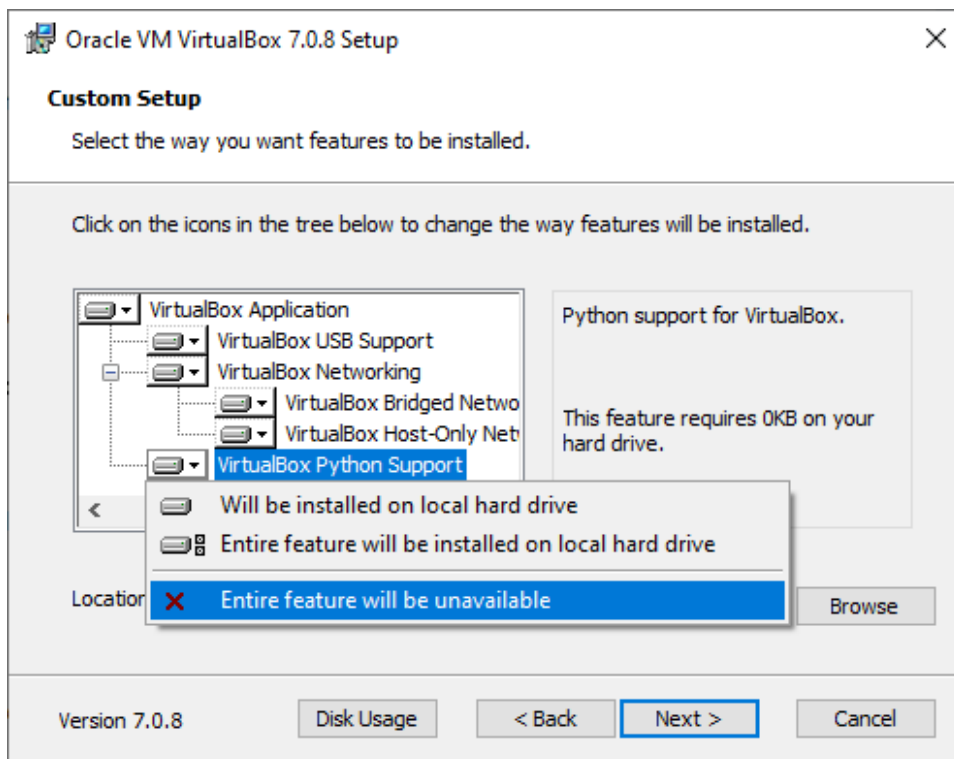 Oracle VM VirtualBox 7.0.8 Setup
Custom Setup
Select the way you want features to be installed.
Click on the icons in the tree below to change the way features will be installed.
VirtualBox Application
VirtualBox USB Support
VirtualBox Networking
VirtualBox Bridged Netwo
VirtualBox Host-Only Net
VirtualBox Python Support
Python support for VirtualBox.
This feature requires 0KB on your
hard drive.
Will be installed on local hard drive
Entire feature will be installed on local hard drive
Entire feature will be unavailable
Location
Browse
Version 7.0.8
Disk Usage
< Back
Next >
Cancel